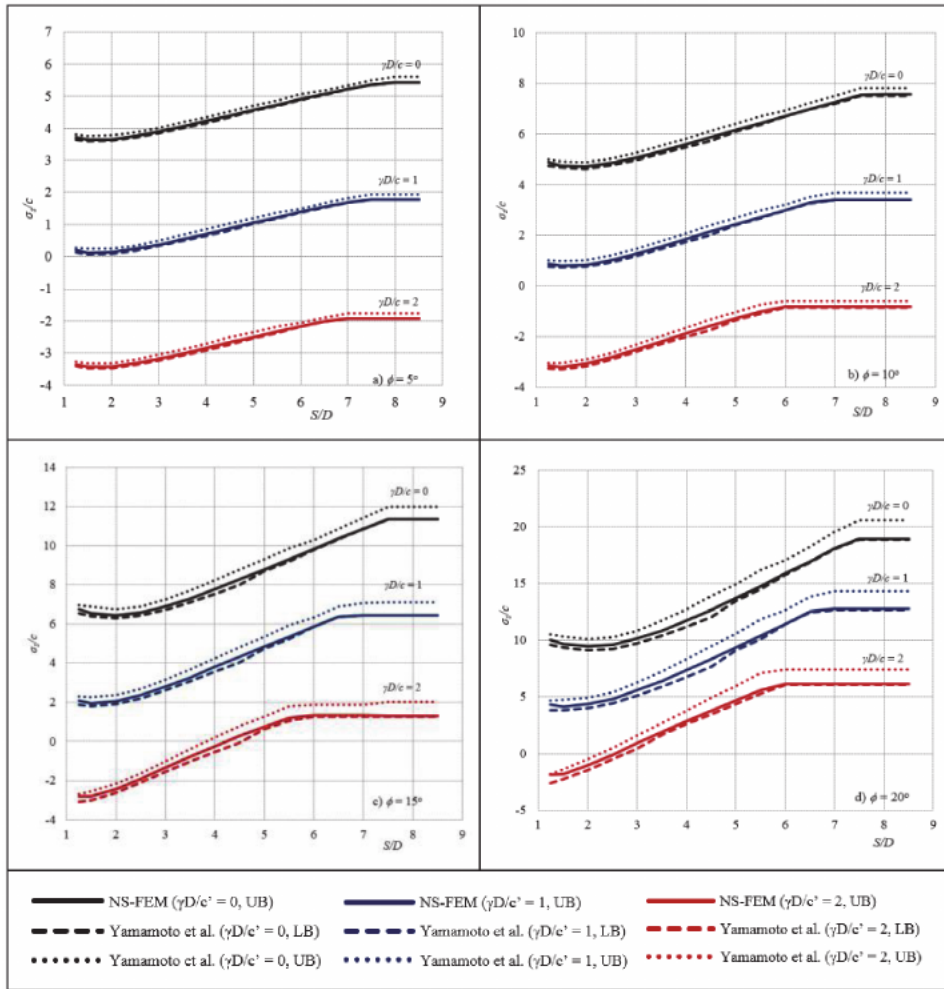 7
6
5
4
3
2
1
0
-1
-2
-3
-4
σs/c
γD/c = 0
γD/c = 1
γD/c = 2
a) ϕ = 5°
1 2 3 4 5 6 7 8 9
S/D
10
8
6
4
2
0
-2
-4
σs/c
γD/c = 0
γD/c = 1
γD/c = 2
b) ϕ = 10°
1 2 3 4 5 6 7 8 9
S/D
14
12
10
8
6
4
2
0
-2
-4
σs/c
γD/c = 0
γD/c = 1
γD/c = 2
c) ϕ = 15°
1 2 3 4 5 6 7 8 9
S/D
25
20
15
10
5
0
-5
σs/c
γD/c = 0
γD/c = 1
γD/c = 2
d) ϕ = 20°
1 2 3 4 5 6 7 8 9
S/D
NS-FEM (γD/c' = 0, UB) NS-FEM (γD/c' = 1, UB) NS-FEM (γD/c' = 2, UB)
Yamamoto et al. (γD/c' = 0, LB) Yamamoto et al. (γD/c' = 1, LB) Yamamoto et al. (γD/c' = 2, LB)
Yamamoto et al. (γD/c' = 0, UB) Yamamoto et al. (γD/c' = 1, UB) Yamamoto et al. (γD/c' = 2, UB)